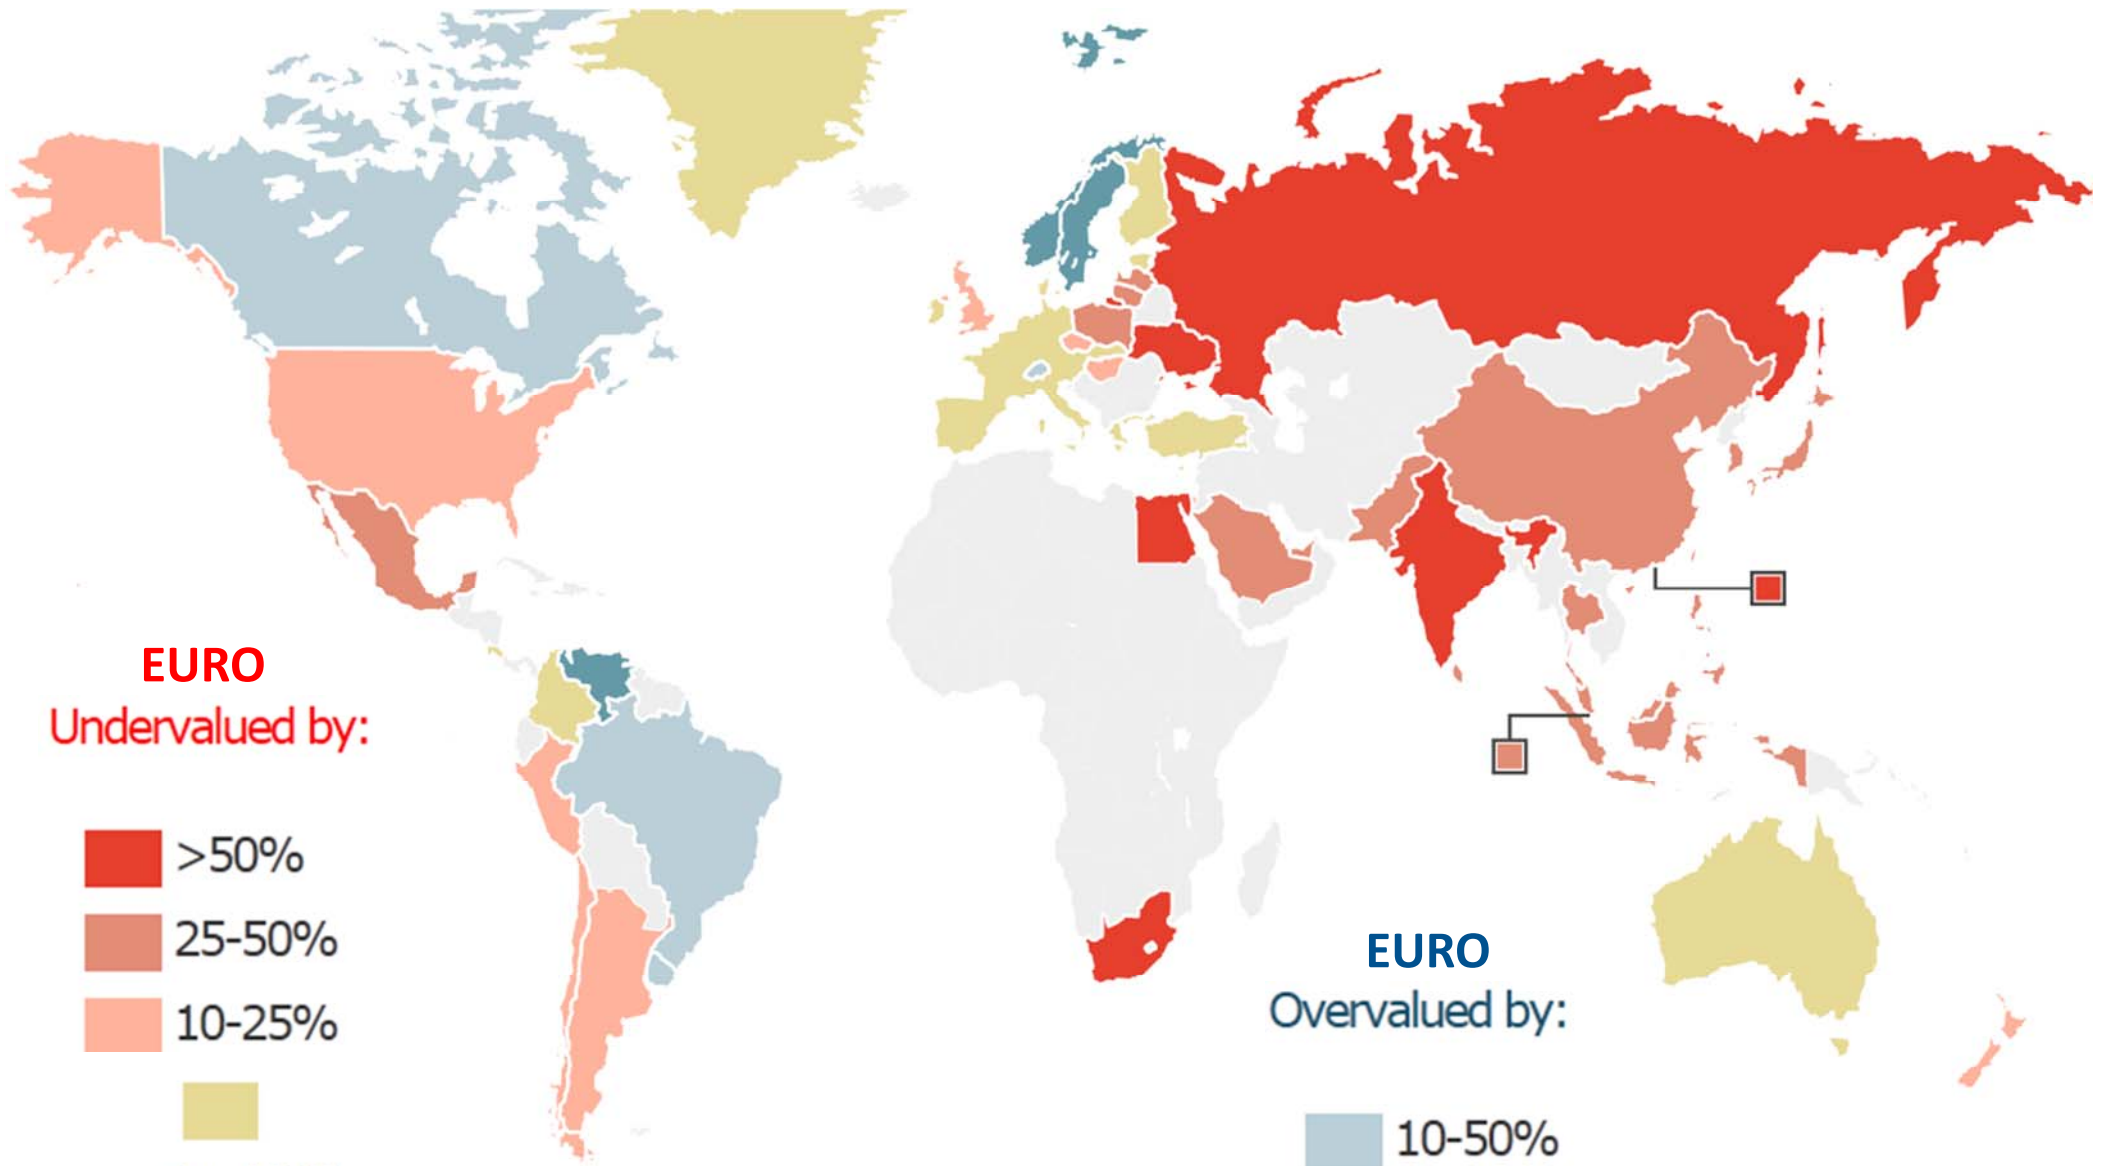 EURO
Undervalued by:
>50%
25-50%
10-25%
EURO
Overvalued by:
10-50%